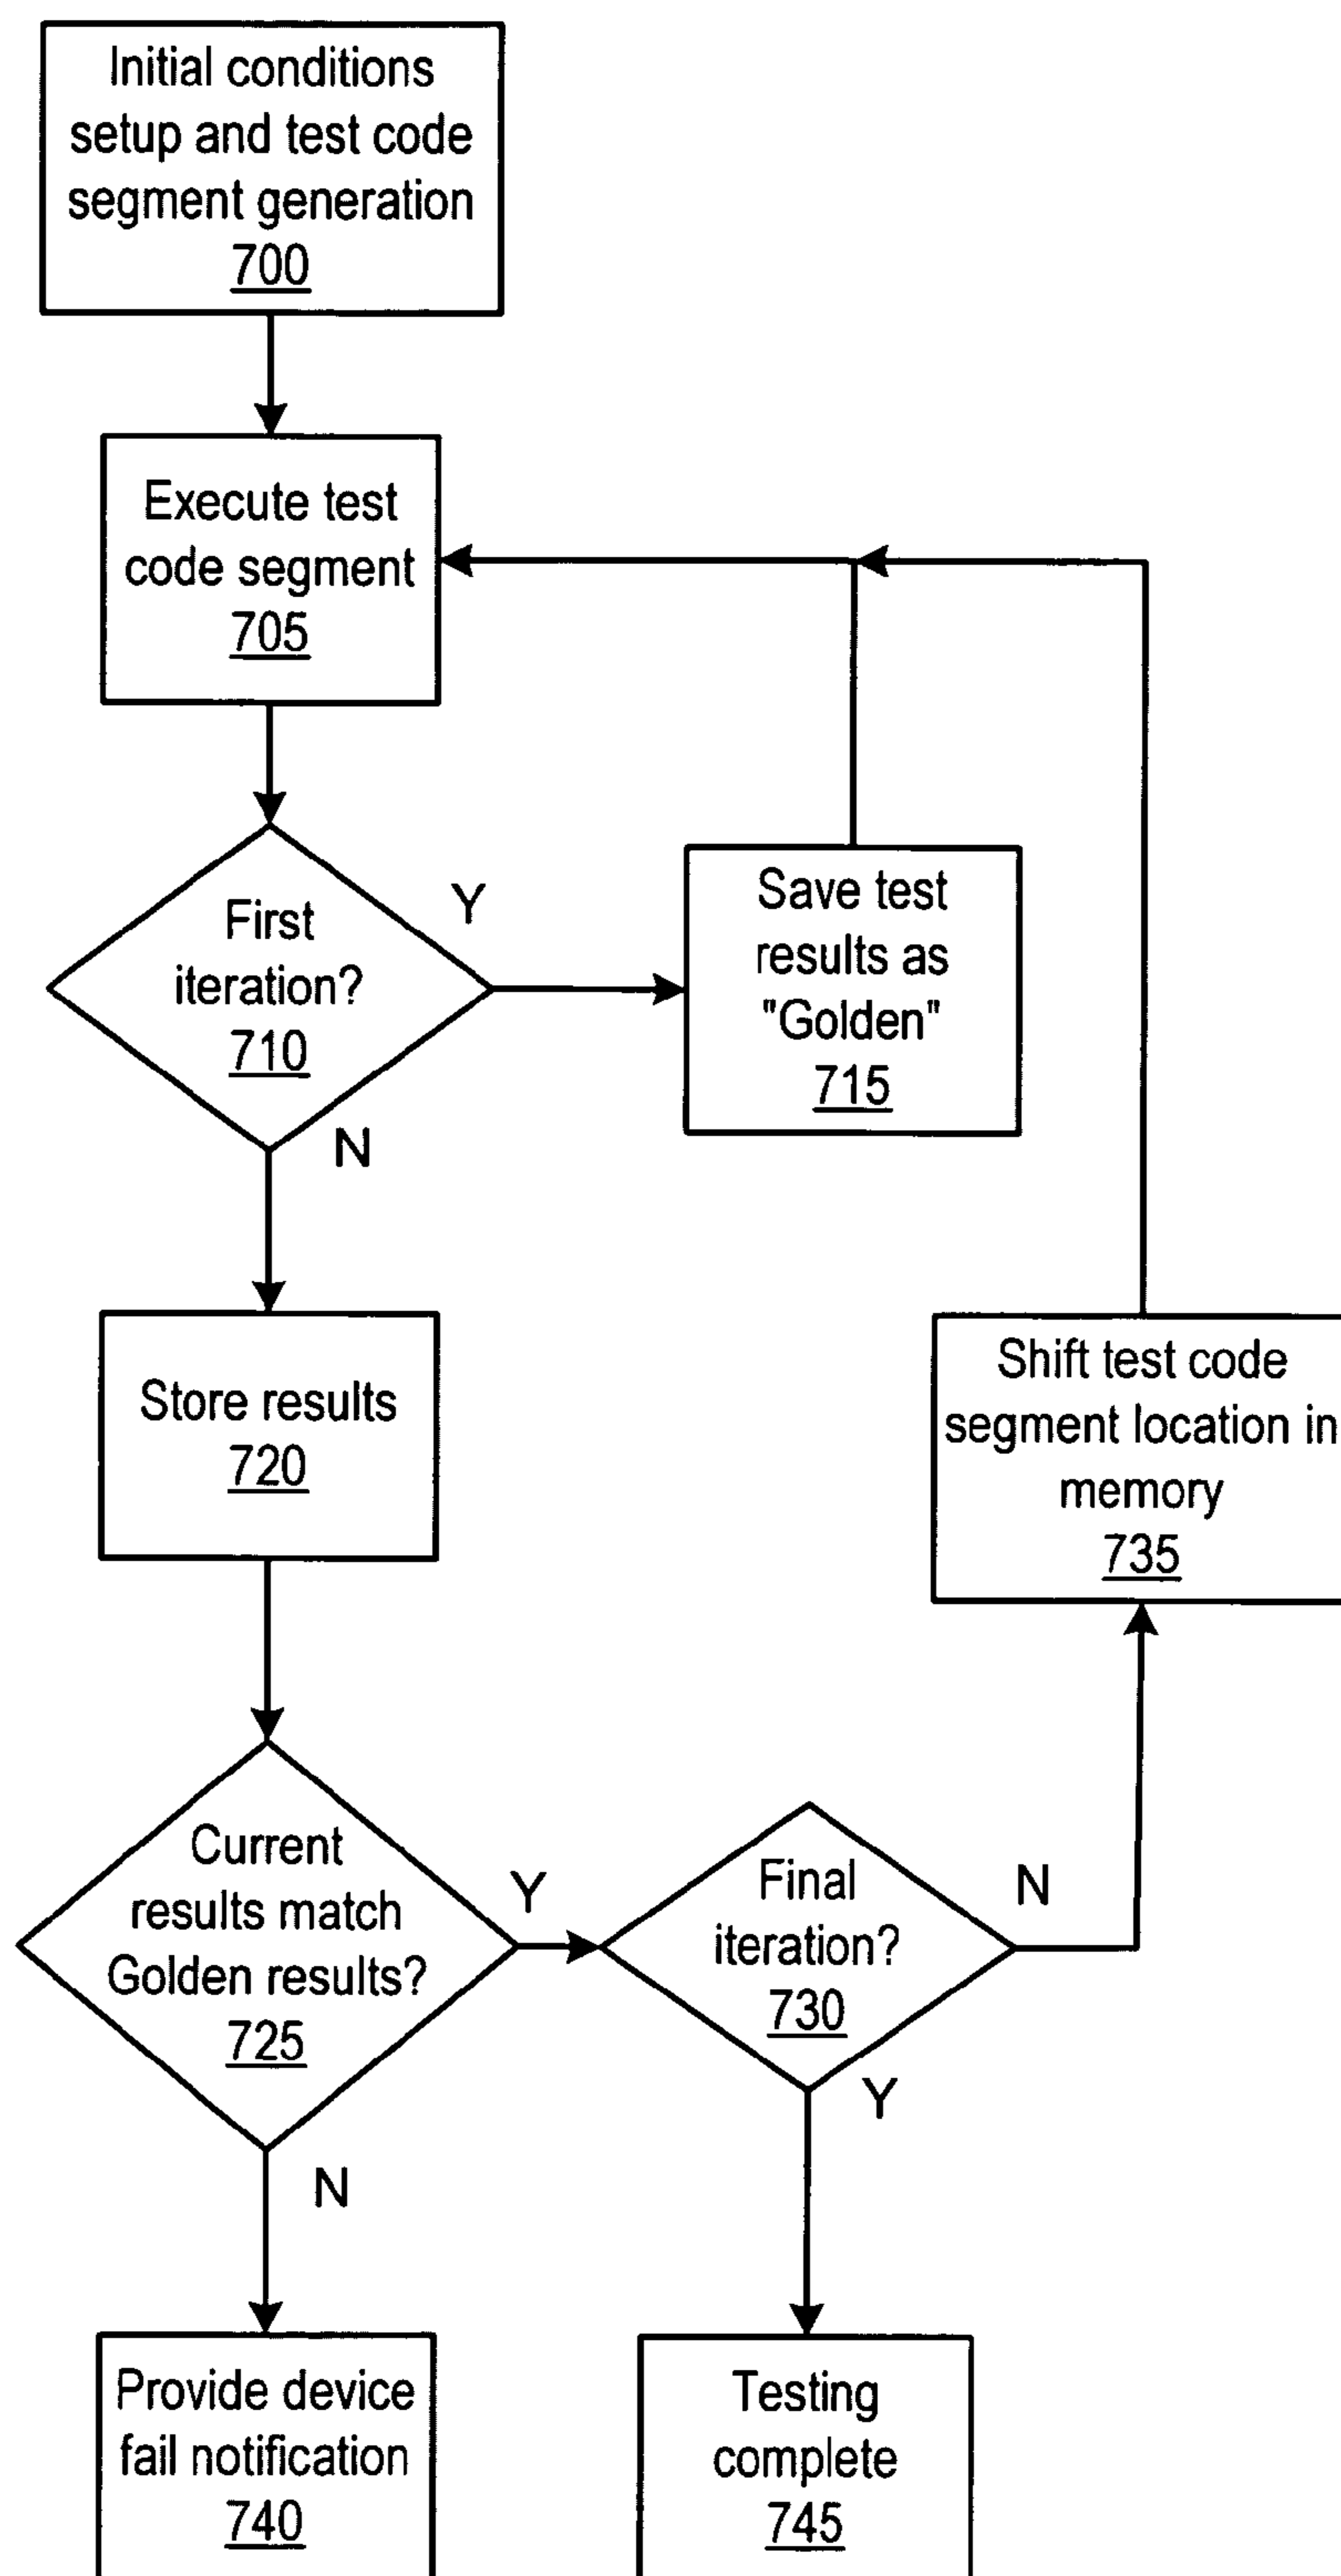 Initial conditions
setup and test code
segment generation
700
Execute test
code segment
705
First
iteration?
710
Y
N
Save test
results as
"Golden"
715
Store results
720
Shift test code
segment location in
memory
735
Current
results match
Golden results?
725
Y
N
Final
iteration?
730
N
Y
Provide device
fail notification
740
Testing
complete
745